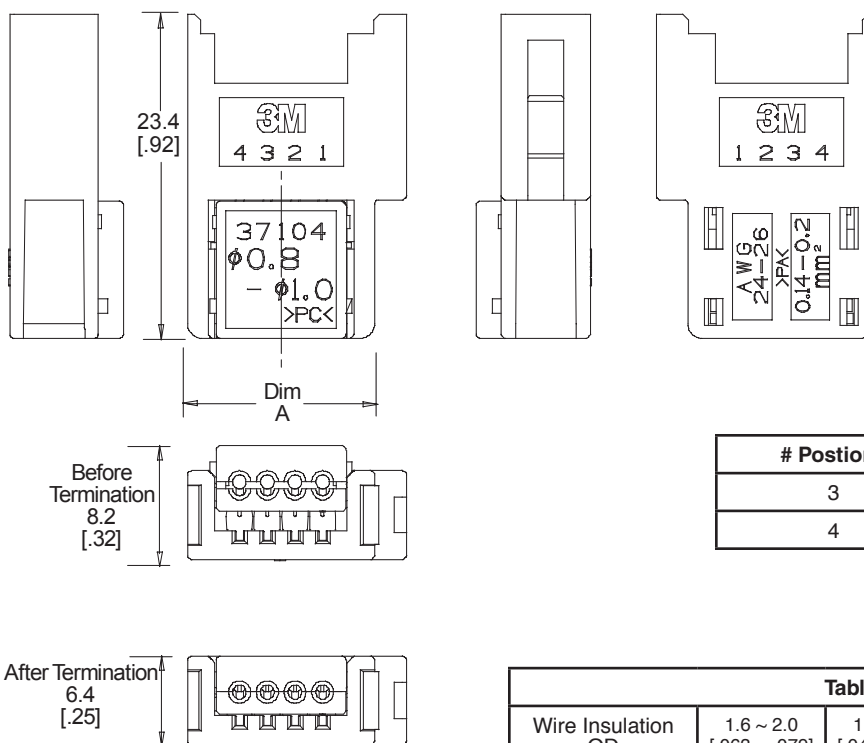 23.4
[.92]
3M
4 3 2 1
37104
ϕ0.8
- ϕ1.0
>PC<
3M
1 2 3 4
AWG
24-26
>PA<
0.14-0.2
mm²
Dim
A
Before
Termination
8.2
[.32]
# Postion
3
4
After Termination
6.4
[.25]
Tabl
Wire Insulation
1.6 ~ 2.0
1